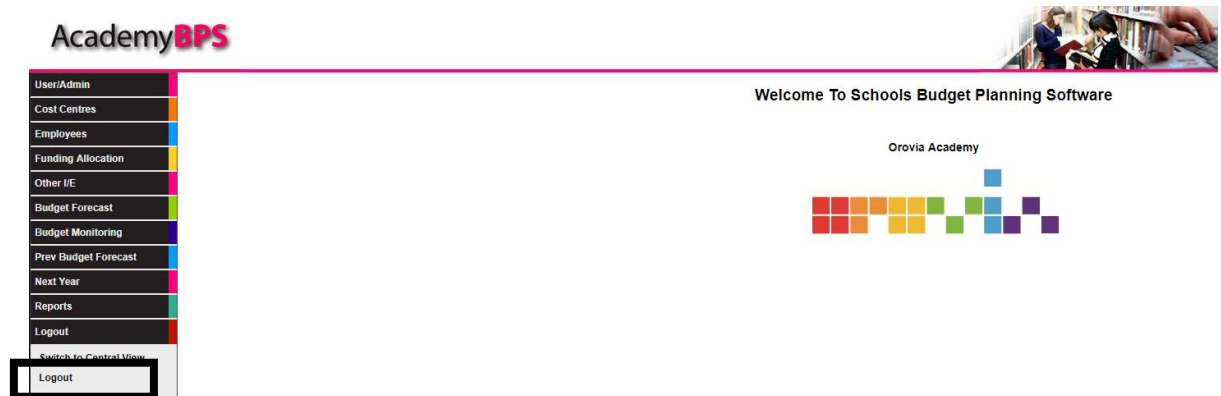 AcademyBPS
User/Admin
Cost Centres
Employees
Funding Allocation
Other I/E
Budget Forecast
Budget Monitoring
Prev Budget Forecast
Next Year
Reports
Logout
Switch to Central View
Logout
Welcome To Schools Budget Planning Software
Orovia Academy